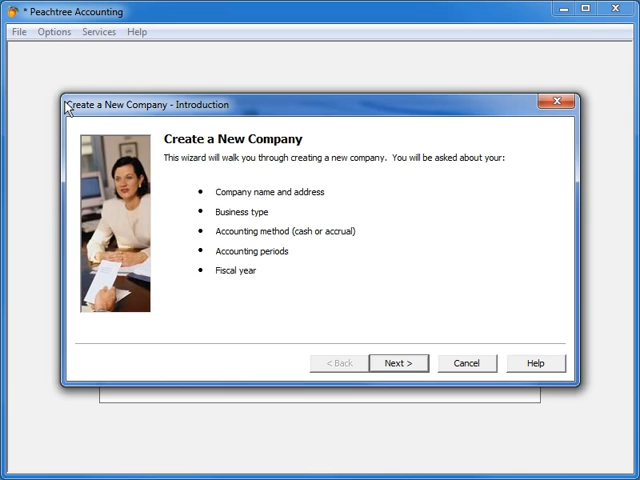 * Peachtree Accounting
File Options Services Help
Create a New Company - Introduction
Create a New Company
This wizard will walk you through creating a new company. You will be asked about your:
• Company name and address
• Business type
• Accounting method (cash or accrual)
• Accounting periods
• Fiscal year
< Back Next > Cancel Help